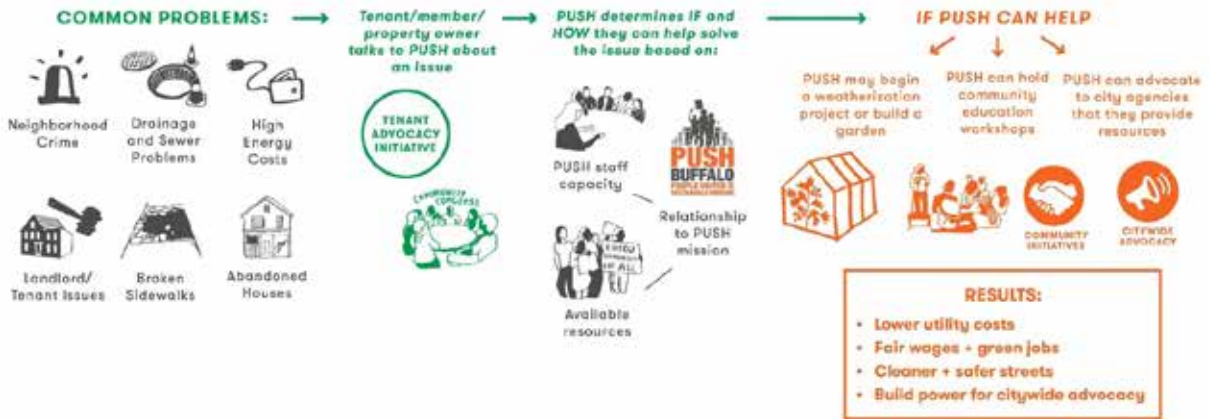 COMMON PROBLEMS:
Neighborhood
Crime
Drainage
and Sewer
Problems
High
Energy
Costs
Landlord/
Tenant Issues
Broken
Sidewalks
Abandoned
Houses
Tenant/member/
property owner
talks to PUSH about
an issue
TENANT
ADVOCACY
INITIATIVE
COMMUNITY CONGRESS
PUSH determines IF and
HOW they can help solve
the issue based on:
PUSH staff
capacity
PUSH
BUFFALO
Relationship
to PUSH
mission
Available
resources
IF PUSH CAN HELP
PUSH may begin
a weatherization
project or build a
garden
PUSH can hold
community
education
workshops
PUSH can advocate
to city agencies
that they provide
resources
COMMUNITY
INITIATIVES
CITYWIDE
ADVOCACY
RESULTS:
• Lower utility costs
• Fair wages + green jobs
• Cleaner + safer streets
• Build power for citywide advocacy